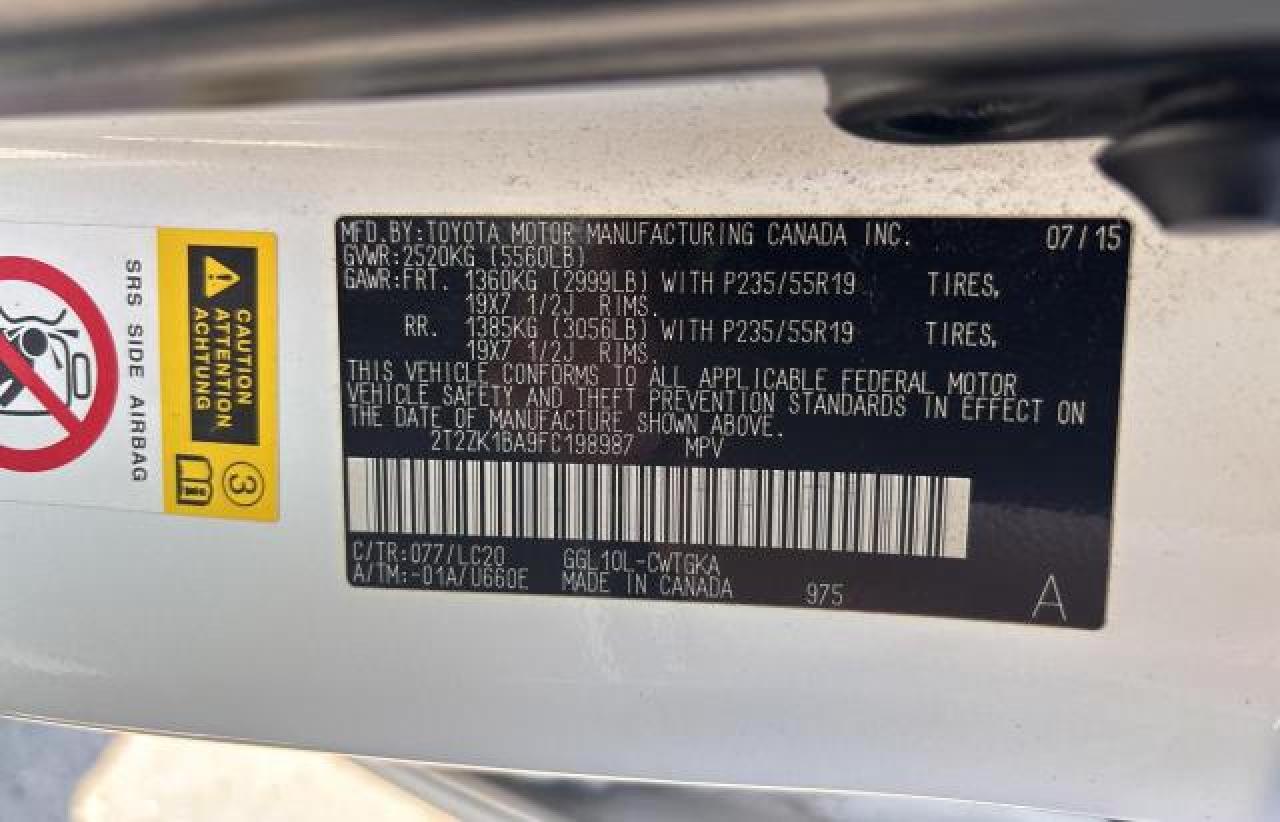 MFD.BY:TOYOTA MOTOR MANUFACTURING CANADA INC. 07/15
GVWR:2520KG (5560LB)
GAWR:FRT. 1360KG (2999LB) WITH P235/55R19 TIRES,
19X7 1/2J RIMS.
RR. 1385KG (3056LB) WITH P235/55R19 TIRES,
19X7 1/2J RIMS.
THIS VEHICLE CONFORMS TO ALL APPLICABLE FEDERAL MOTOR
VEHICLE SAFETY AND THEFT PREVENTION STANDARDS IN EFFECT ON
THE DATE OF MANUFACTURE SHOWN ABOVE.
2T2ZK1BA9FC198987 MPV
C/TR:077/LC20 GGL10L-CWTGKA
A/TM:-01A/U660E MADE IN CANADA 975
A
CAUTION
ATTENTION
ACHTUNG
3
SRS SIDE AIRBAG